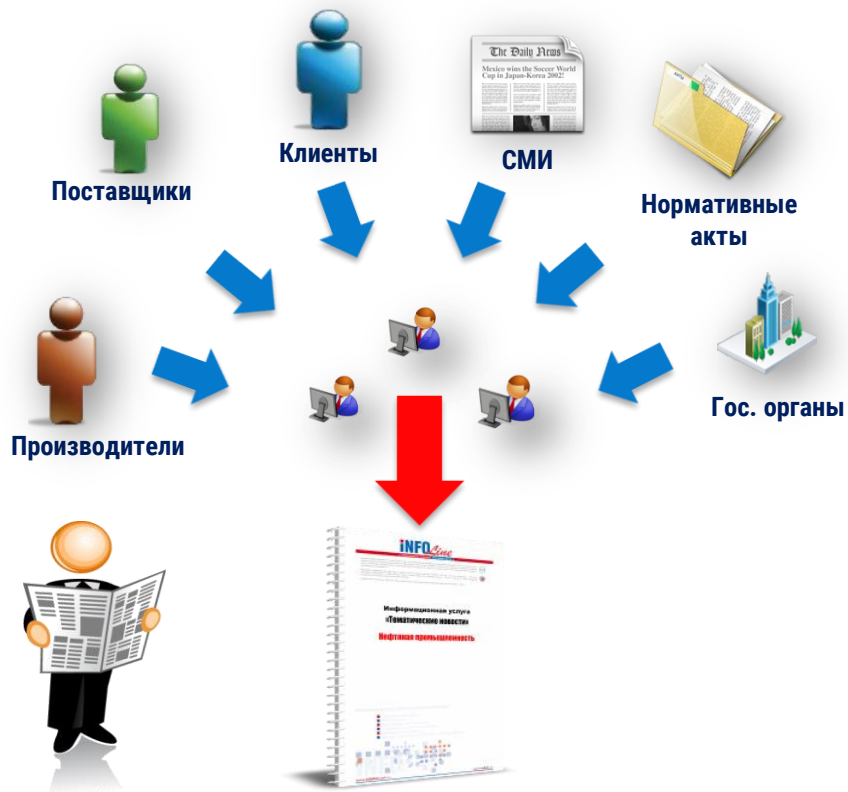 The Daily News
Mexico wins the Soccer World
Cup in Japan-Korea 2002!
Клиенты
СМИ
Поставщики
Нормативные
акты
Гос. органы
Производители
iNFOLine
Информационная услуга
«Тематические новости»
Нефтяная промышленность